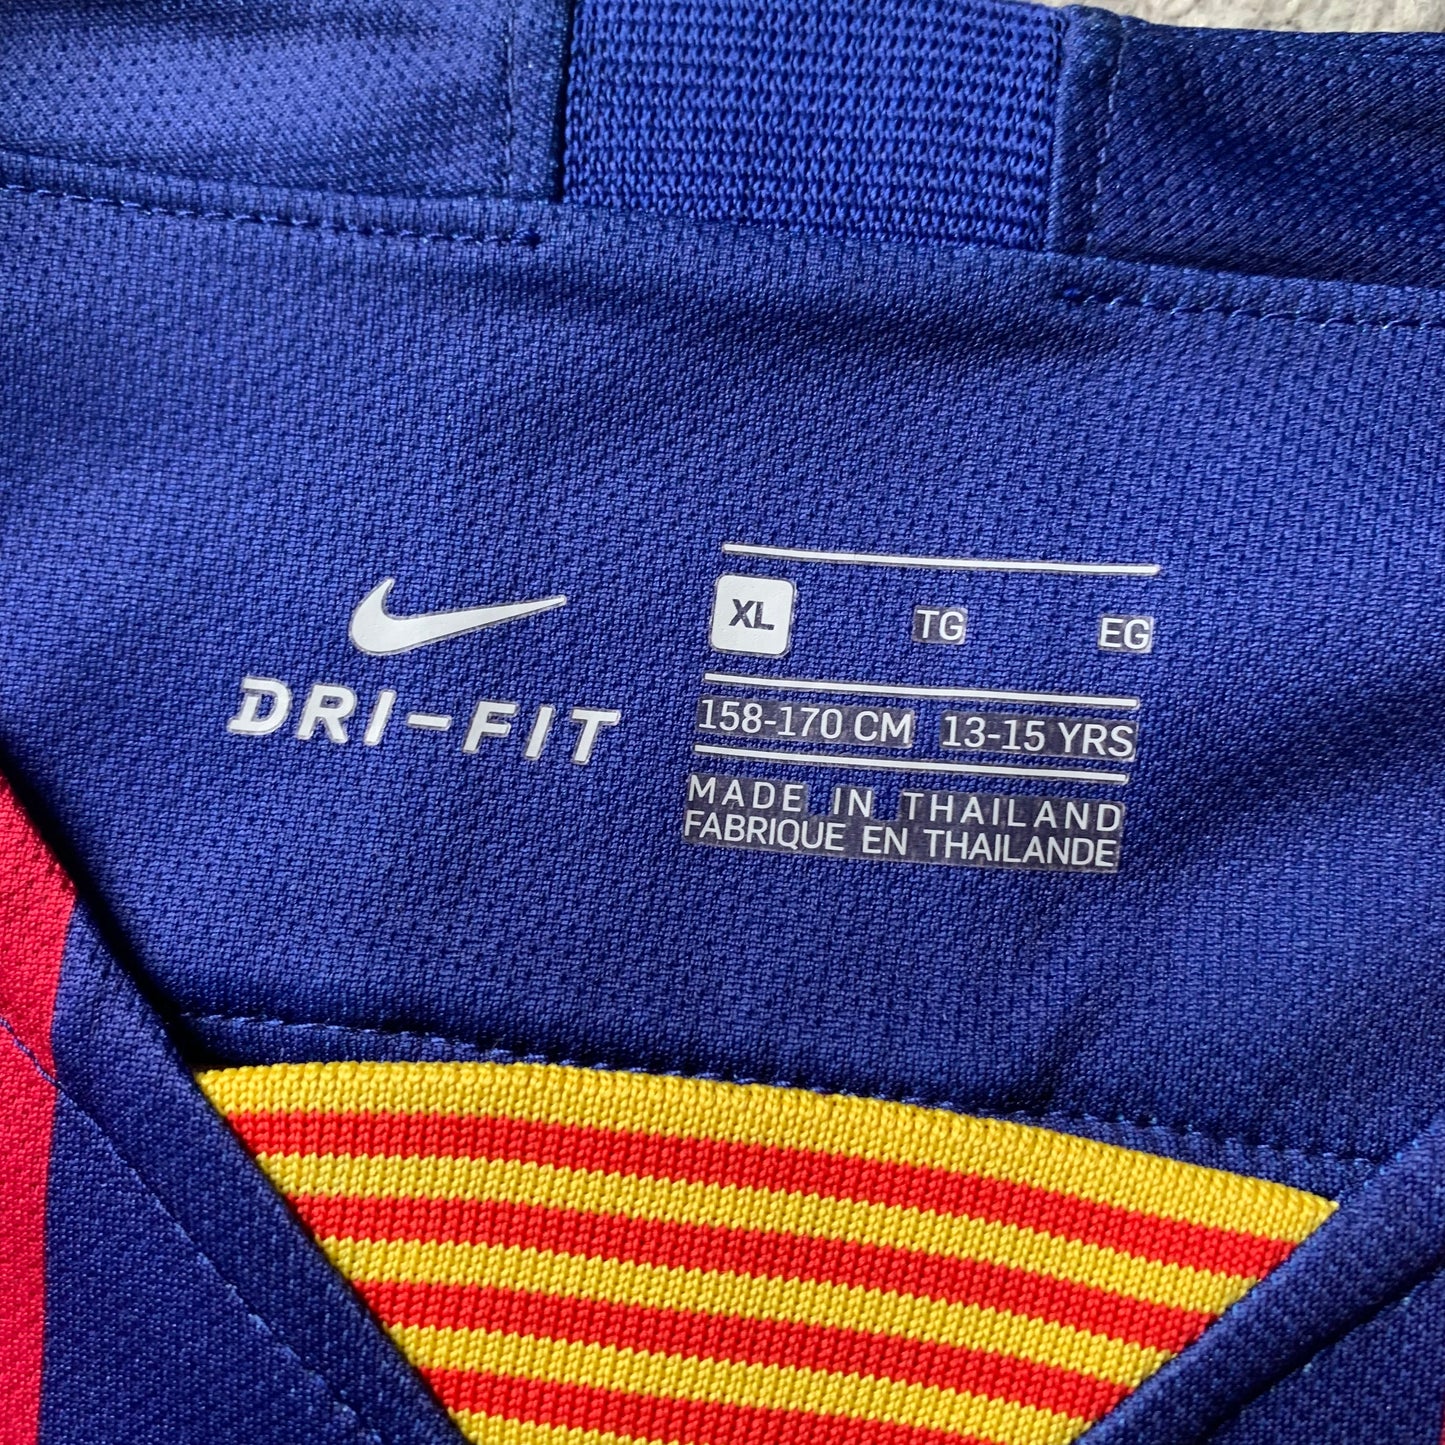 DRI-FIT
XL TG EG
158-170 CM 13-15 YRS
MADE IN THAILAND
FABRIQUE EN THAILANDE